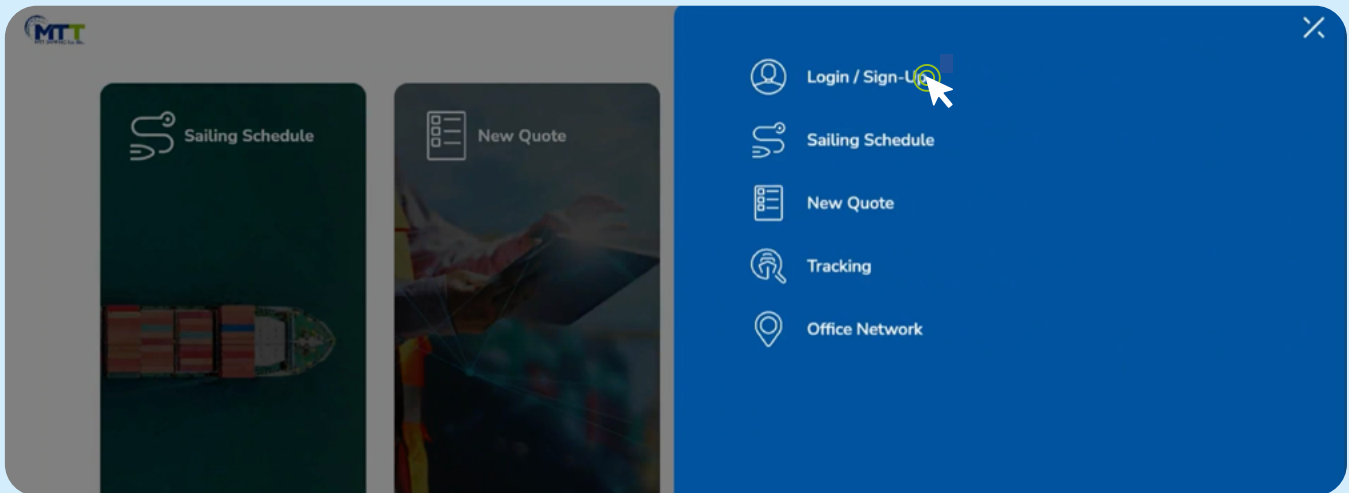 MTT
Sailing Schedule
New Quote
Login / Sign-Up
Sailing Schedule
New Quote
Tracking
Office Network